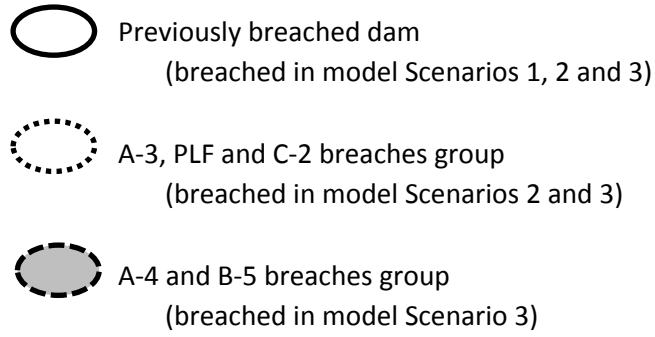 Previously breached dam
(breached in model Scenarios 1, 2 and 3)
A-3, PLF and C-2 breaches group
(breached in model Scenarios 2 and 3)
A-4 and B-5 breaches group
(breached in model Scenario 3)